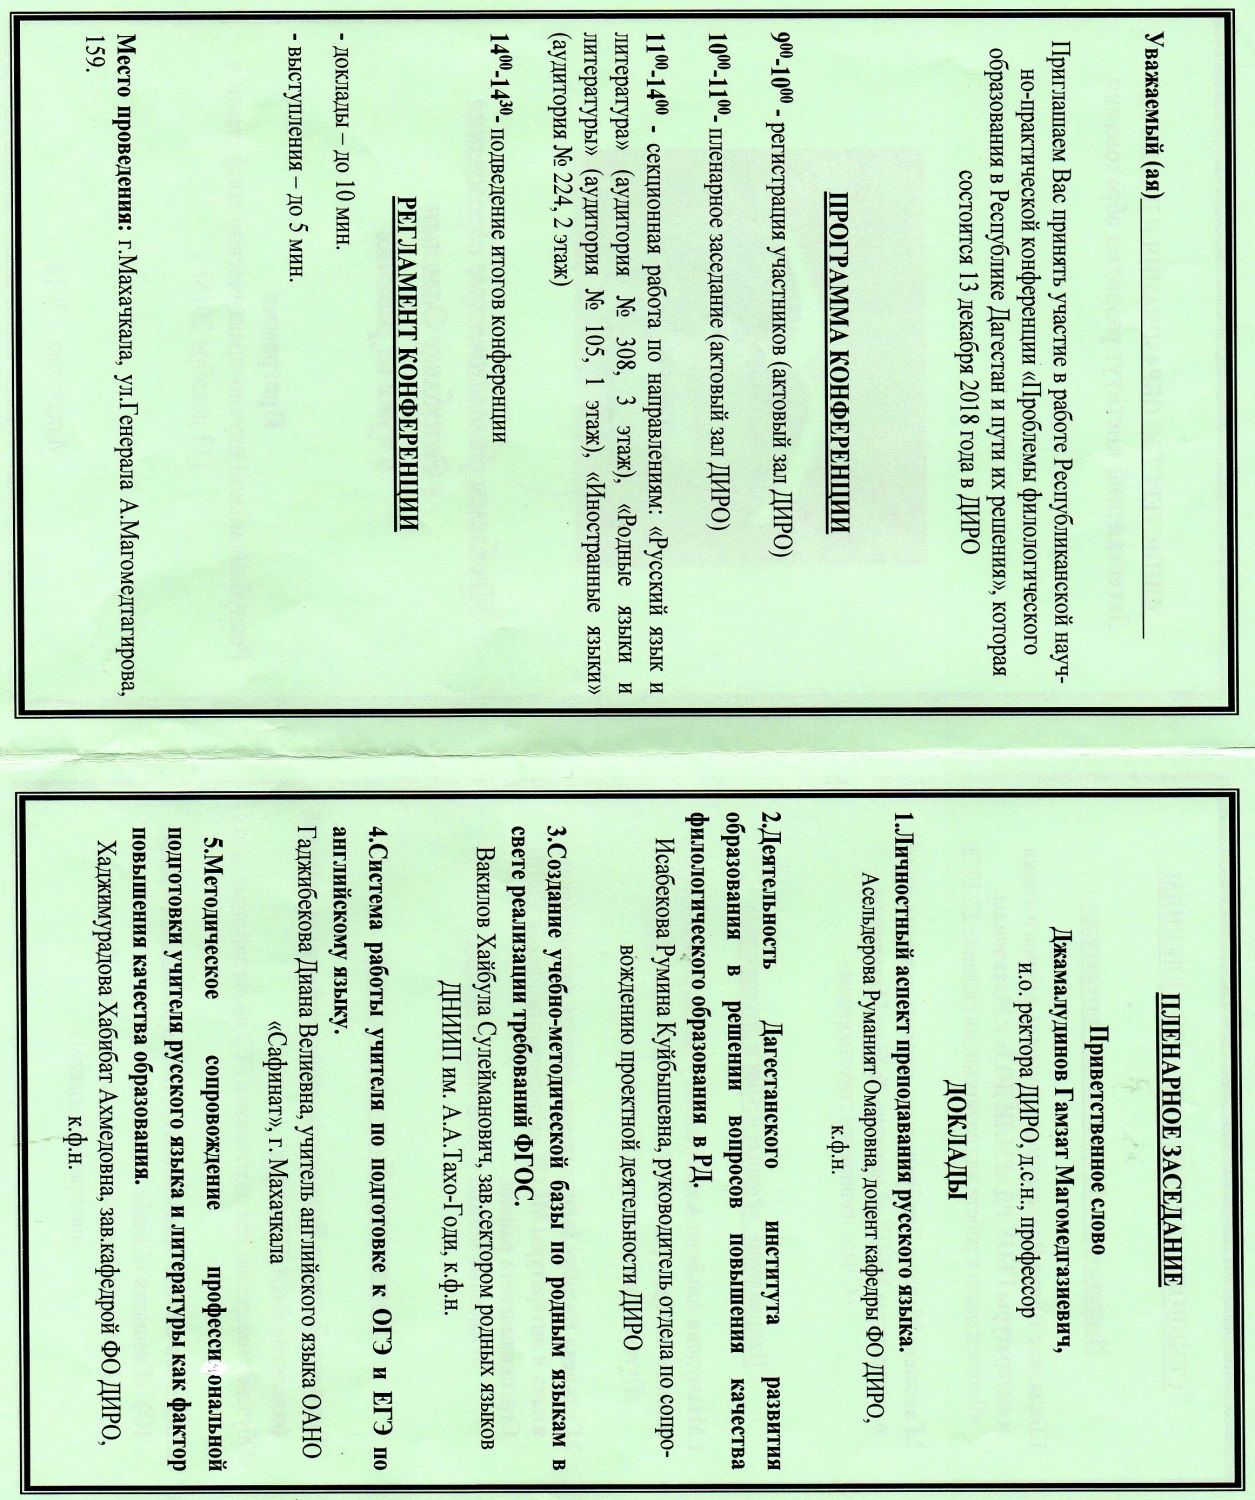 Уважаемый (ая)
Приглашаем Вас принять участие в работе Республиканской науч-
но-практической конференции «Проблемы филологического
образования в Республике Дагестан и пути их решения», которая
состоится 13 декабря 2018 года в ДИРО
ПРОГРАММА КОНФЕРЕНЦИИ
9⁰⁰-10⁰⁰ - регистрация участников (актовый зал ДИРО)
10⁰⁰-11⁰⁰- пленарное заседание (актовый зал ДИРО)
11⁰⁰-14⁰⁰ - секционная работа по направлениям: «Русский язык и
литература» (аудитория № 308, 3 этаж), «Родные языки и
литературы» (аудитория № 105, 1 этаж), «Иностранные языки»
(аудитория № 224, 2 этаж)
14⁰⁰-14³⁰- подведение итогов конференции
РЕГЛАМЕНТ КОНФЕРЕНЦИИ
- доклады – до 10 мин.
- выступления – до 5 мин.
Место проведения: г.Махачкала, ул.Генерала А.Магомедтагирова,
159.
ПЛЕНАРНОЕ ЗАСЕДАНИЕ
Приветственное слово
Джамалудинов Гамзат Магомедгазиевич,
и.о. ректора ДИРО, д.с.н., профессор
ДОКЛАДЫ
1.Личностный аспект преподавания русского языка.
Асельдерова Руманият Омаровна, доцент кафедры ФО ДИРО,
к.ф.н.
2.Деятельность Дагестанского института развития
образования в решении вопросов повышения качества
филологического образования в РД.
Исабекова Румина Куйбышевна, руководитель отдела по сопро-
вождению проектной деятельности ДИРО
3.Создание учебно-методической базы по родным языкам в
свете реализации требований ФГОС.
Вакилов Хайбула Сулейманович, зав.сектором родных языков
ДНИИП им. А.А.Тахо-Годи, к.ф.н.
4.Система работы учителя по подготовке к ОГЭ и ЕГЭ по
английскому языку.
Гаджибекова Диана Велиевна, учитель английского языка ОАНО
«Сафинат», г. Махачкала
5.Методическое сопровождение профессиональной
подготовки учителя русского языка и литературы как фактор
повышения качества образования.
Хаджимурадова Хабибат Ахмедовна, зав.кафедрой ФО ДИРО,
к.ф.н.